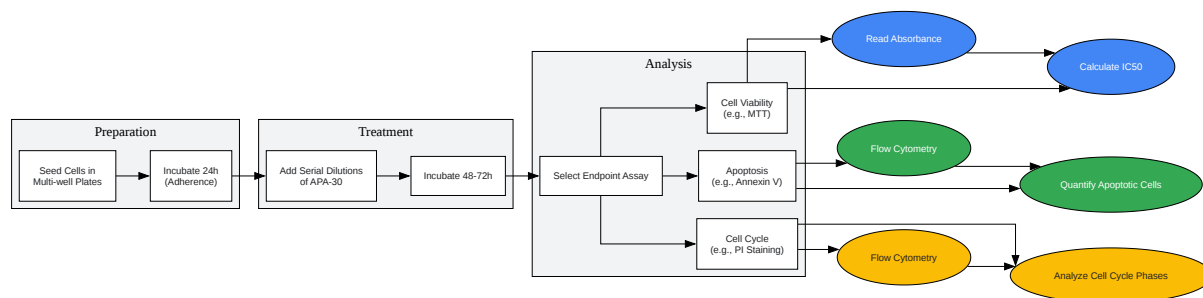 Preparation
Seed Cells in
Multi-well Plates
Incubate 24h
(Adherence)
Treatment
Add Serial Dilutions
of APA-30
Incubate 48-72h
Analysis
Select Endpoint Assay
Cell Viability
(e.g., MTT)
Apoptosis
(e.g., Annexin V)
Cell Cycle
(e.g., PI Staining)
Read Absorbance
Calculate IC50
Flow Cytometry
Quantify Apoptotic Cells
Flow Cytometry
Analyze Cell Cycle Phases